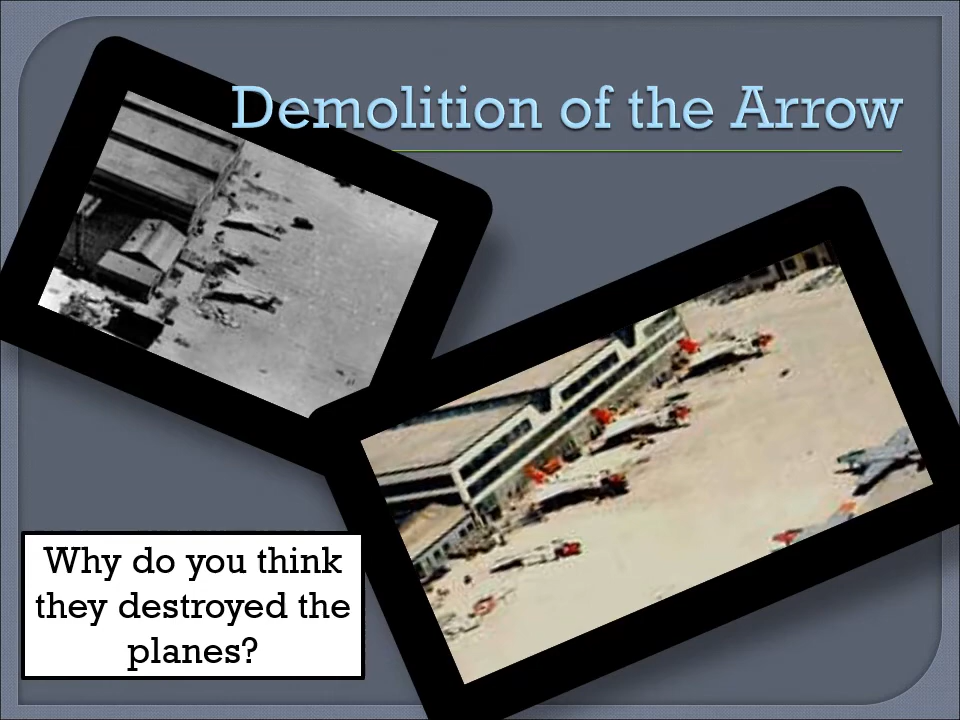 Demolition of the Arrow
Why do you think
they destroyed the
planes?